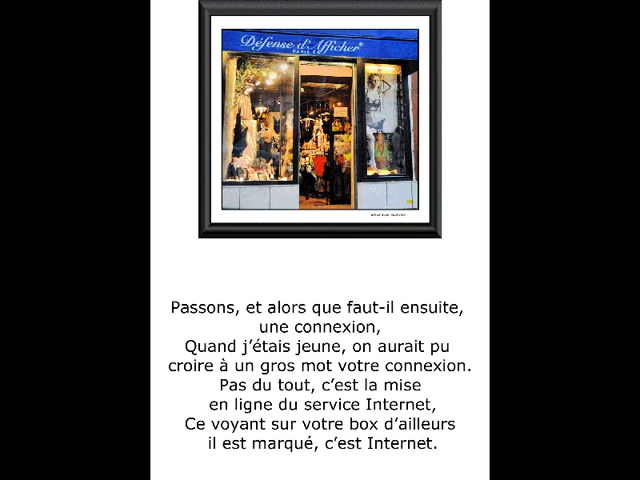 Défense d'Afficher
Passons, et alors que faut-il ensuite,
une connexion,
Quand j'étais jeune, on aurait pu
croire à un gros mot votre connexion.
Pas du tout, c'est la mise
en ligne du service Internet,
Ce voyant sur votre box d'ailleurs
il est marqué, c'est Internet.